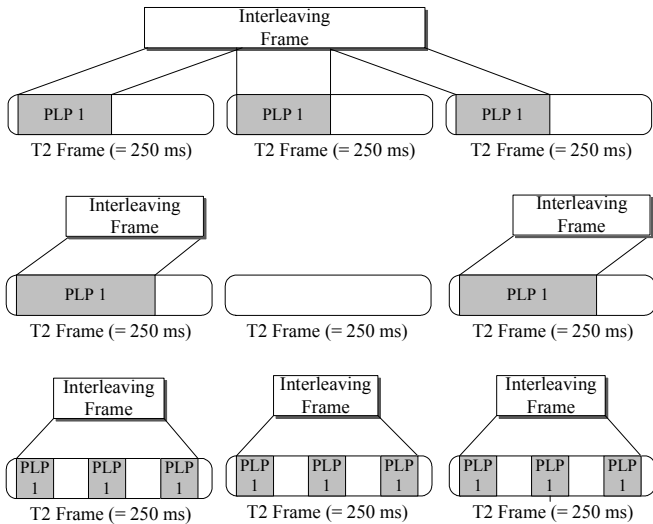 Interleaving
Frame
PLP 1
PLP 1
PLP 1
T2 Frame (= 250 ms)
T2 Frame (= 250 ms)
T2 Frame (= 250 ms)
Interleaving
Frame
Interleaving
Frame
PLP 1
PLP 1
T2 Frame (= 250 ms)
T2 Frame (= 250 ms)
T2 Frame (= 250 ms)
Interleaving
Frame
Interleaving
Frame
Interleaving
Frame
PLP
1
PLP
1
PLP
1
PLP
1
PLP
1
PLP
1
PLP
1
PLP
1
PLP
1
T2 Frame (= 250 ms)
T2 Frame (= 250 ms)
T2 Frame (= 250 ms)